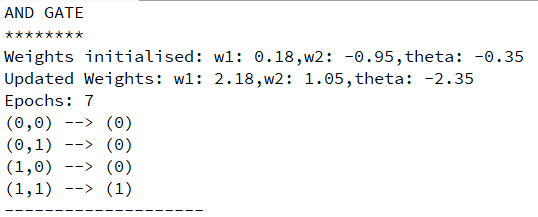 AND GATE
********
Weights initialised: w1: 0.18,w2: -0.95,theta: -0.35
Updated Weights: w1: 2.18,w2: 1.05,theta: -2.35
Epochs: 7
(0,0) --> (0)
(0,1) --> (0)
(1,0) --> (0)
(1,1) --> (1)
--------------------